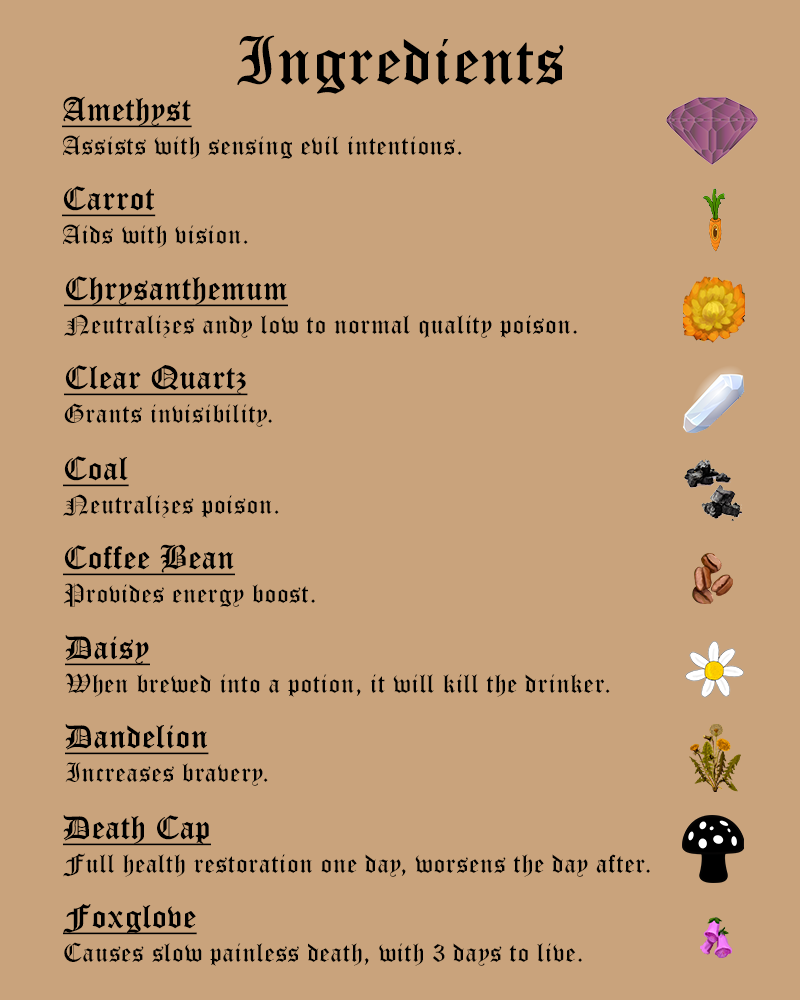 Ingredients
Amethyst
Assists with sensing evil intentions.
Carrot
Aids with vision.
Chrysanthemum
Neutralizes andy low to normal quality poison.
Clear Quartz
Grants invisibility.
Coal
Neutralizes poison.
Coffee Bean
Provides energy boost.
Daisy
When brewed into a potion, it will kill the drinker.
Dandelion
Increases bravery.
Death Cap
Full health restoration one day, worsens the day after.
Foxglove
Causes slow painless death, with 3 days to live.